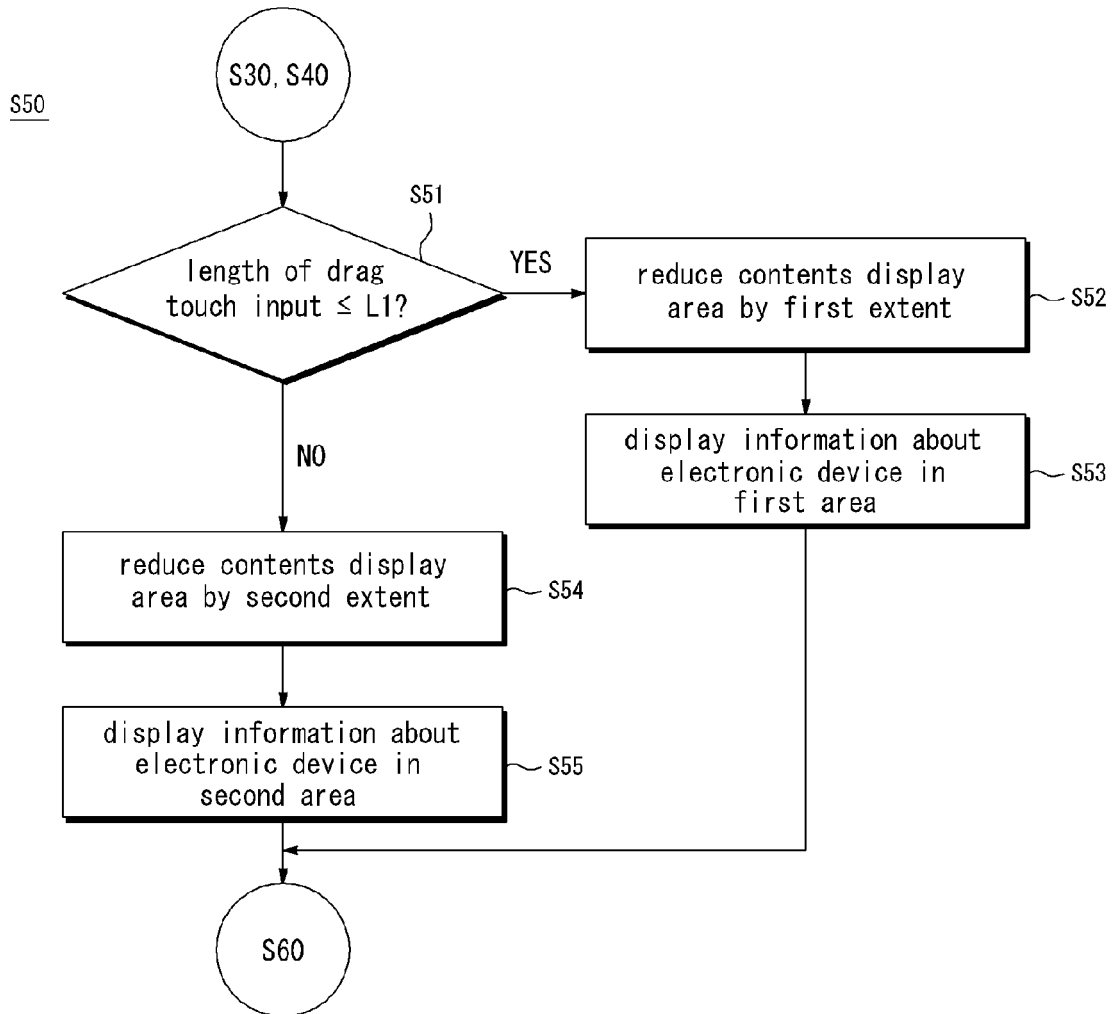 S30, S40
S50
S51
length of drag
touch input ≤ L1?
YES
reduce contents display
area by first extent
S52
display information about
electronic device in
first area
S53
NO
reduce contents display
area by second extent
S54
display information about
electronic device in
second area
S55
S60